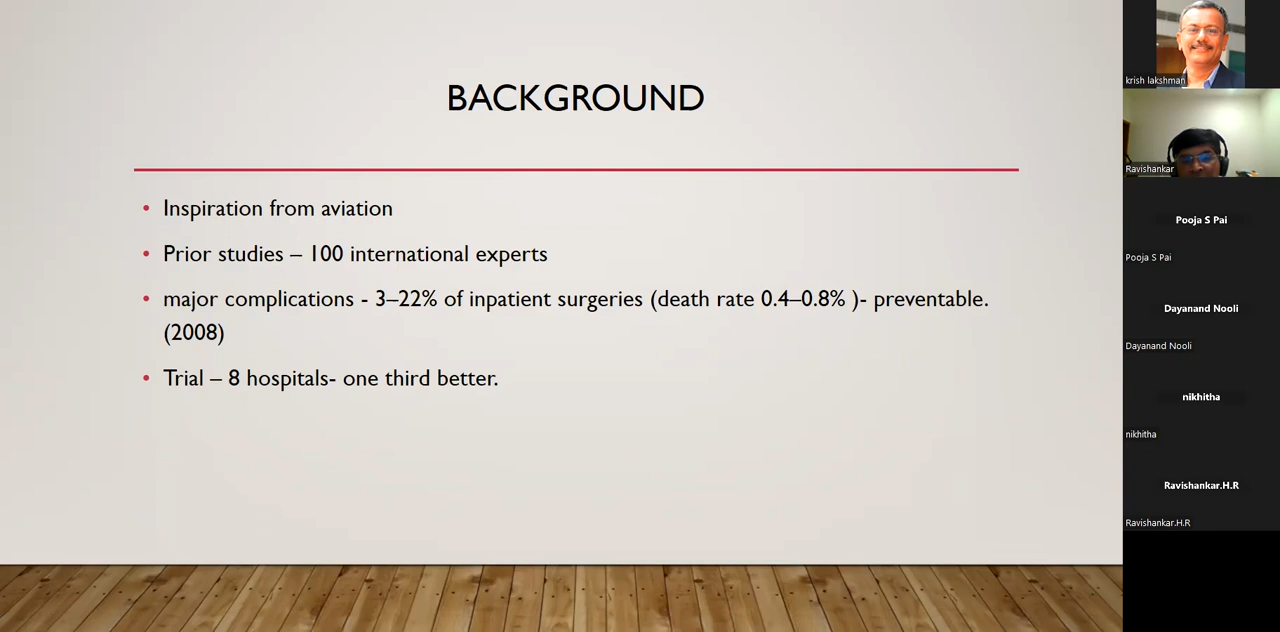 BACKGROUND
• Inspiration from aviation
• Prior studies – 100 international experts
• major complications - 3–22% of inpatient surgeries (death rate 0.4–0.8% )- preventable.
(2008)
• Trial – 8 hospitals- one third better.
krish lakshman
Ravishankar
Pooja S Pai
Pooja S Pai
Dayanand Nooli
Dayanand Nooli
nikhitha
nikhitha
Ravishankar.H.R
Ravishankar.H.R